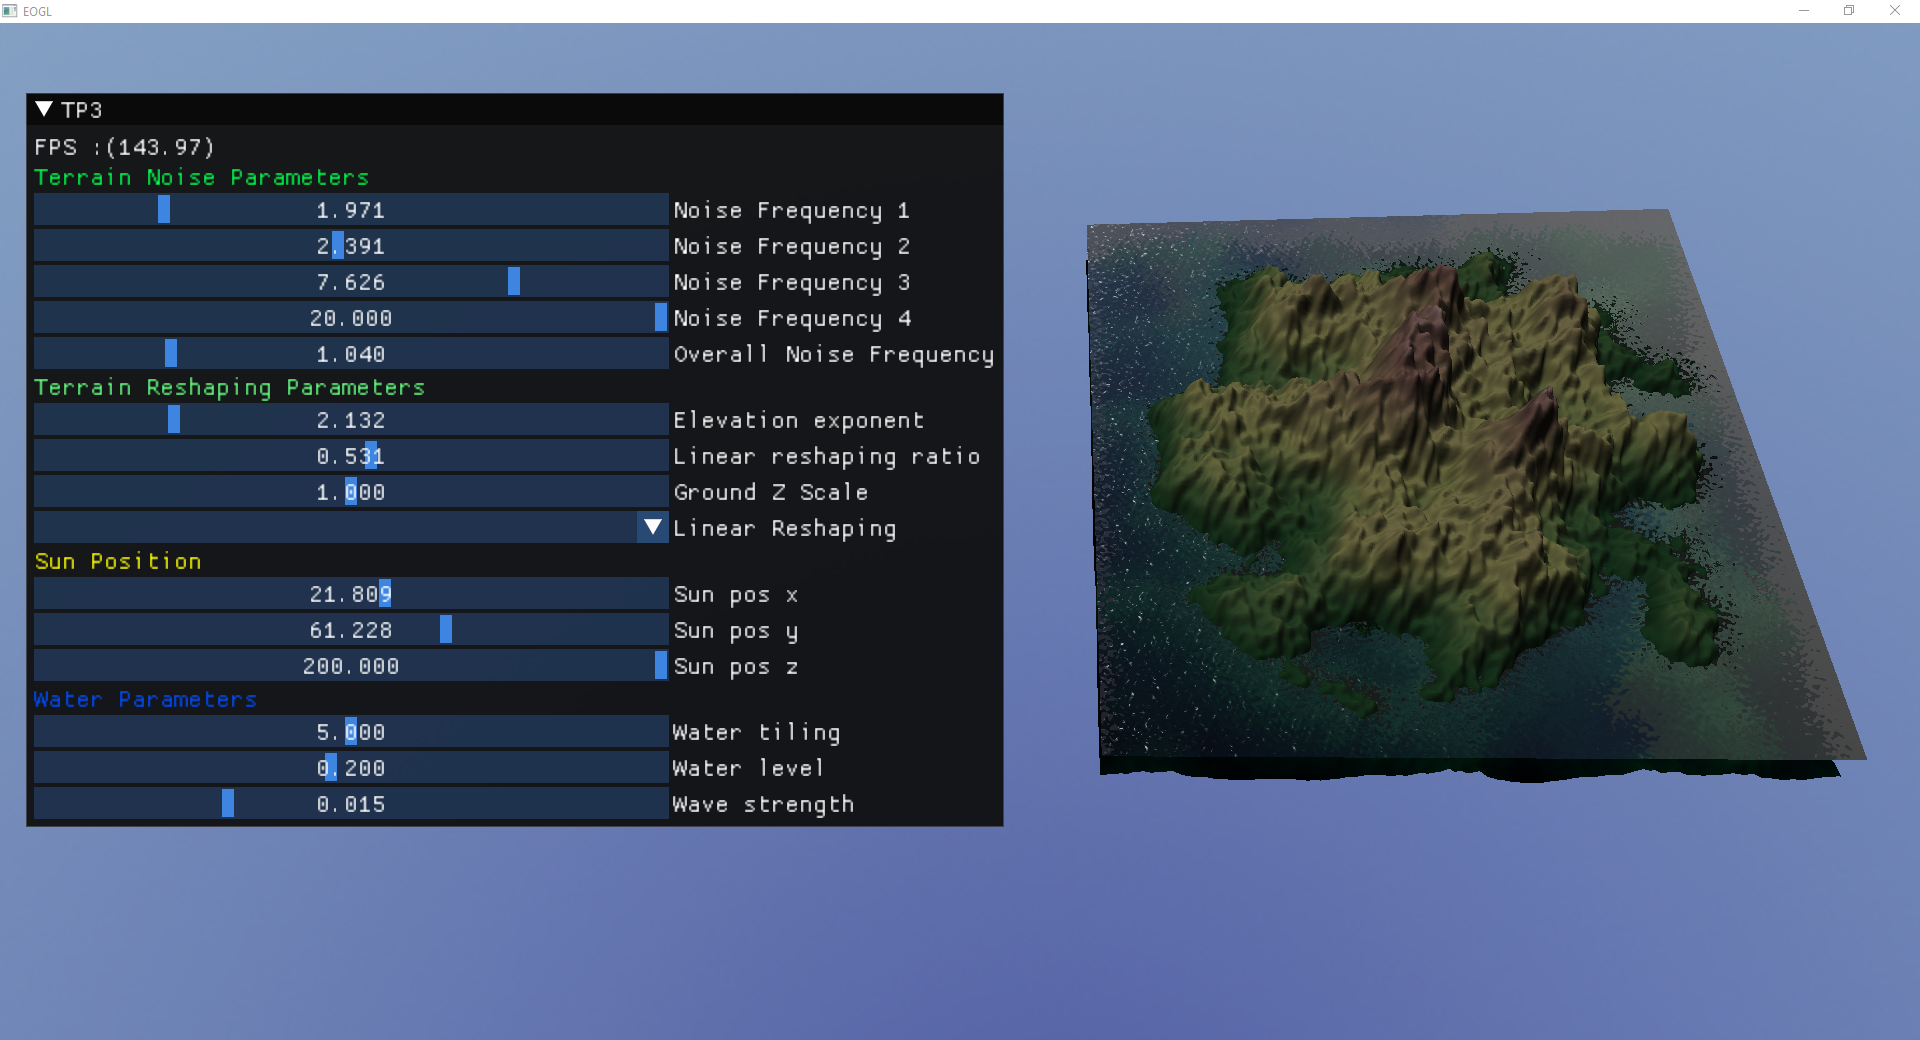 EOGL
TP3
FPS :(143.97)
Terrain Noise Parameters
1.971 Noise Frequency 1
2.391 Noise Frequency 2
7.626 Noise Frequency 3
20.000 Noise Frequency 4
1.040 Overall Noise Frequency
Terrain Reshaping Parameters
2.132 Elevation exponent
0.531 Linear reshaping ratio
1.000 Ground Z Scale
Linear Reshaping
Sun Position
21.809 Sun pos x
61.228 Sun pos y
200.000 Sun pos z
Water Parameters
5.000 Water tiling
0.200 Water level
0.015 Wave strength